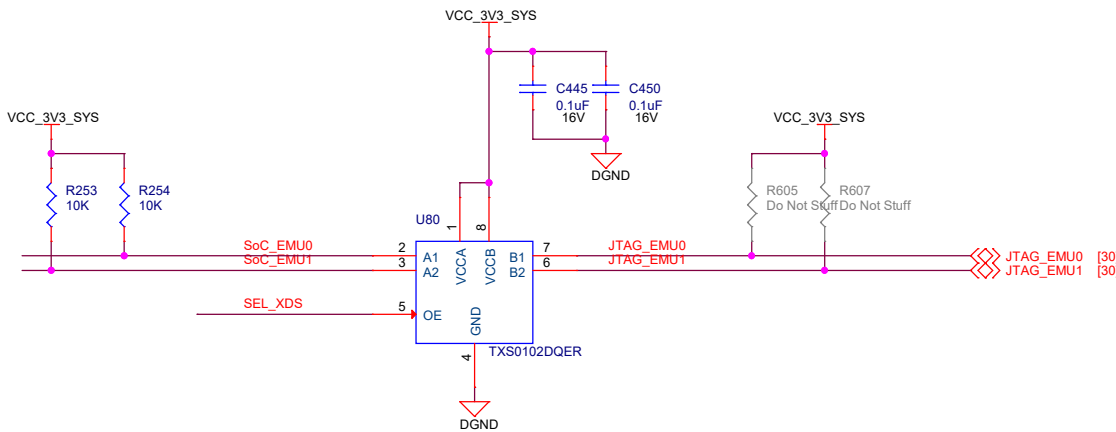 VCC_3V3_SYS
C445
0.1uF
16V
C450
0.1uF
16V
DGND
VCC_3V3_SYS
R253
10K
R254
10K
VCC_3V3_SYS
R605
Do Not Stuff
R607
Do Not Stuff
U80
1
8
SoC_EMU0
2
A1
VCCA
VCCB
B1
7
JTAG_EMU0
SoC_EMU1
3
A2
B2
6
JTAG_EMU1
JTAG_EMU0 [30
JTAG_EMU1 [30
SEL_XDS
5
OE
GND
4
TXS0102DQER
DGND